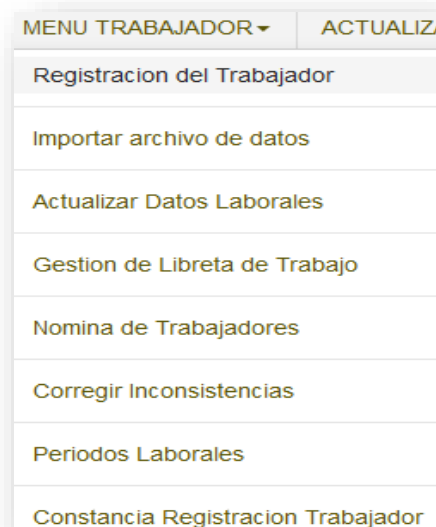 MENU TRABAJADOR
Registracion del Trabajador
Importar archivo de datos
Actualizar Datos Laborales
Gestion de Libreta de Trabajo
Nomina de Trabajadores
Corregir Inconsistencias
Periodos Laborales
Constancia Registracion Trabajador